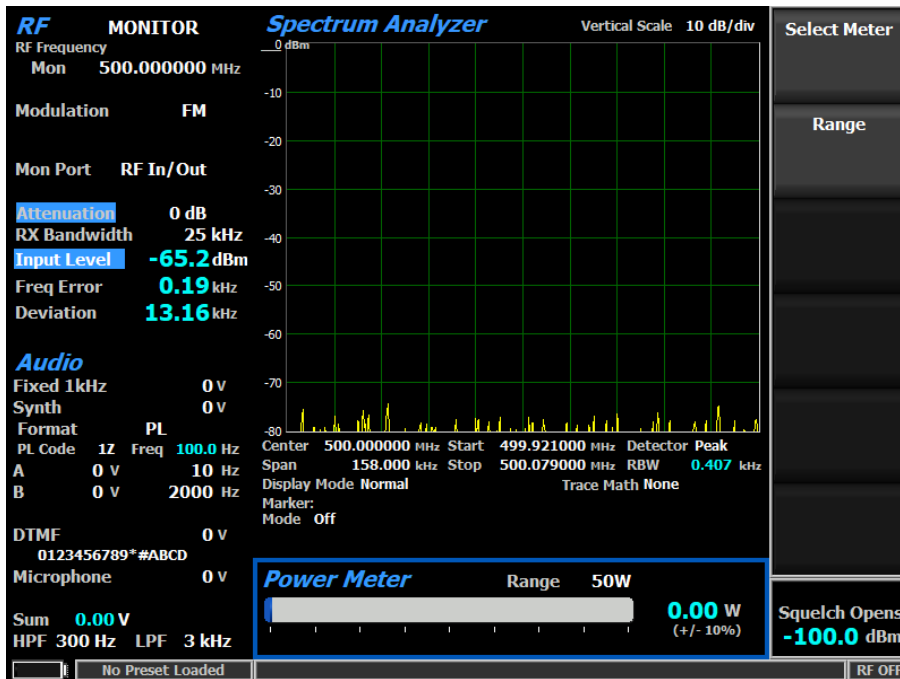 RF MONITOR
RF Frequency
Mon 500.000000 MHz
Modulation FM
Mon Port RF In/Out
Attenuation 0 dB
RX Bandwidth 25 kHz
Input Level -65.2 dBm
Freq Error 0.19 kHz
Deviation 13.16 kHz
Audio
Fixed 1kHz 0 V
Synth 0 V
Format PL
PL Code 1Z Freq 100.0 Hz
A 0 V 10 Hz
B 0 V 2000 Hz
DTMF 0 V
0123456789*#ABCD
Microphone 0 V
Sum 0.00 V
HPF 300 Hz LPF 3 kHz
No Preset Loaded
Spectrum Analyzer Vertical Scale 10 dB/div
0 dBm
-10
-20
-30
-40
-50
-60
-70
-80
Center 500.000000 MHz Start 499.921000 MHz Detector Peak
Span 158.000 kHz Stop 500.079000 MHz RBW 0.407 kHz
Display Mode Normal Trace Math None
Marker:
Mode Off
Power Meter Range 50W
0.00 W
(+/- 10%)
Select Meter
Range
Squelch Opens
-100.0 dBm
RF OFF